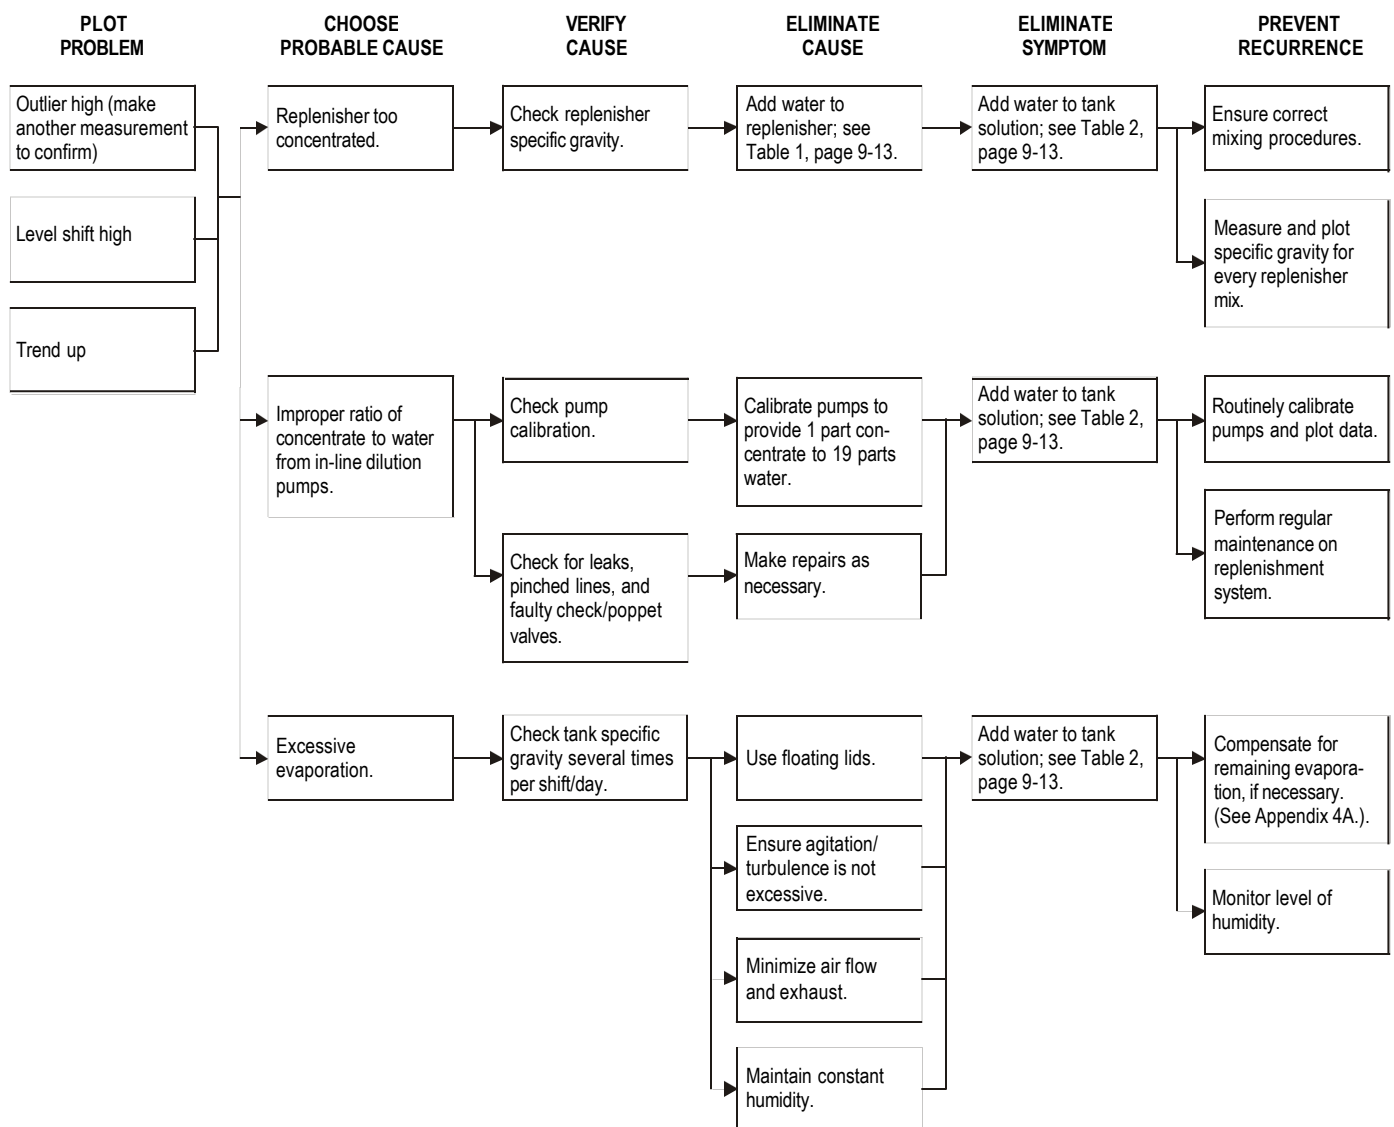 PLOT
PROBLEM
CHOOSE
PROBABLE CAUSE
VERIFY
CAUSE
ELIMINATE
CAUSE
ELIMINATE
SYMPTOM
PREVENT
RECURRENCE
Outlier high (make
another measurement
to confirm)
Level shift high
Trend up
Replenisher too
concentrated.
Check replenisher
specific gravity.
Add water to
replenisher; see
Table 1, page 9-13.
Add water to tank
solution; see Table 2,
page 9-13.
Ensure correct
mixing procedures.
Measure and plot
specific gravity for
every replenisher
mix.
Improper ratio of
concentrate to water
from in-line dilution
pumps.
Check pump
calibration.
Calibrate pumps to
provide 1 part con-
centrate to 19 parts
water.
Add water to tank
solution; see Table 2,
page 9-13.
Routinely calibrate
pumps and plot data.
Check for leaks,
pinched lines, and
faulty check/poppet
valves.
Make repairs as
necessary.
Perform regular
maintenance on
replenishment
system.
Excessive
evaporation.
Check tank specific
gravity several times
per shift/day.
Use floating lids.
Ensure agitation/
turbulence is not
excessive.
Minimize air flow
and exhaust.
Maintain constant
humidity.
Add water to tank
solution; see Table 2,
page 9-13.
Compensate for
remaining evapora-
tion, if necessary.
(See Appendix 4A.).
Monitor level of
humidity.